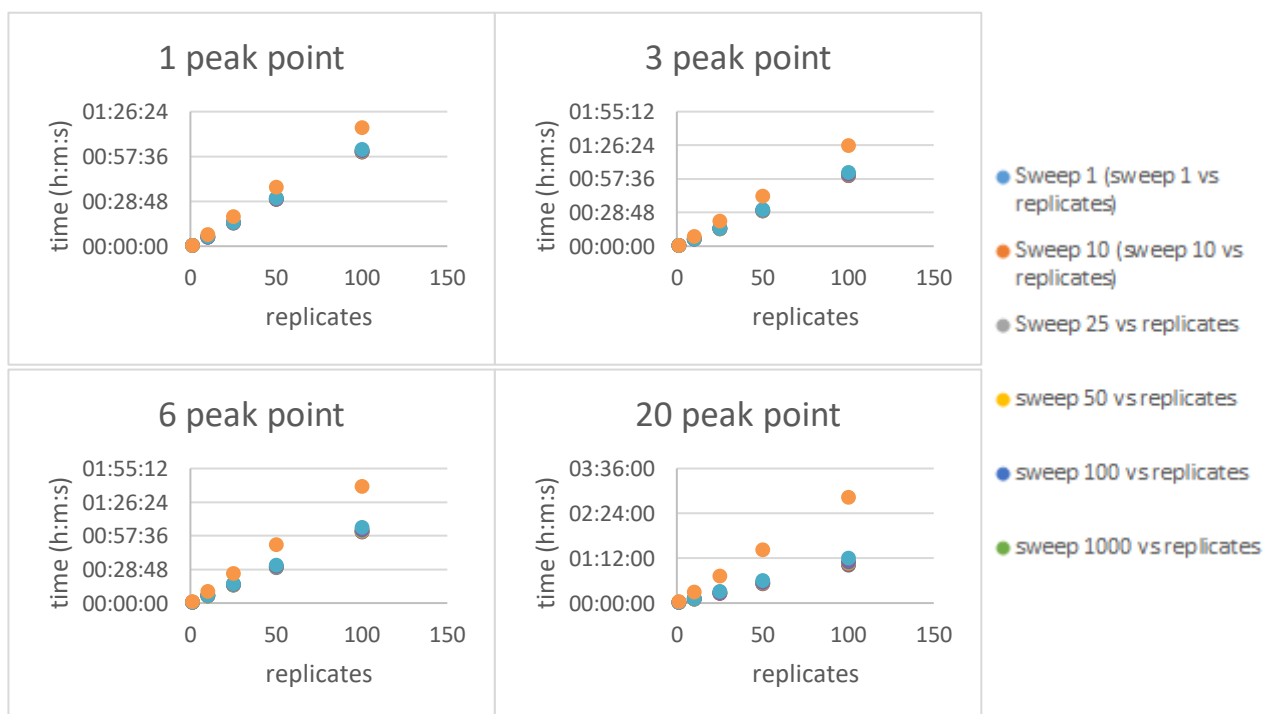 1 peak point
time (h:m:s)
01:26:24
00:57:36
00:28:48
00:00:00
0 50 100 150
replicates
3 peak point
time (h:m:s)
01:55:12
01:26:24
00:57:36
00:28:48
00:00:00
0 50 100 150
replicates
6 peak point
time (h:m:s)
01:55:12
01:26:24
00:57:36
00:28:48
00:00:00
0 50 100 150
replicates
20 peak point
time (h:m:s)
03:36:00
02:24:00
01:12:00
00:00:00
0 50 100 150
replicates
Sweep 1 (sweep 1 vs
replicates)
Sweep 10 (sweep 10 vs
replicates)
Sweep 25 vs replicates
sweep 50 vs replicates
sweep 100 vs replicates
sweep 1000 vs replicates